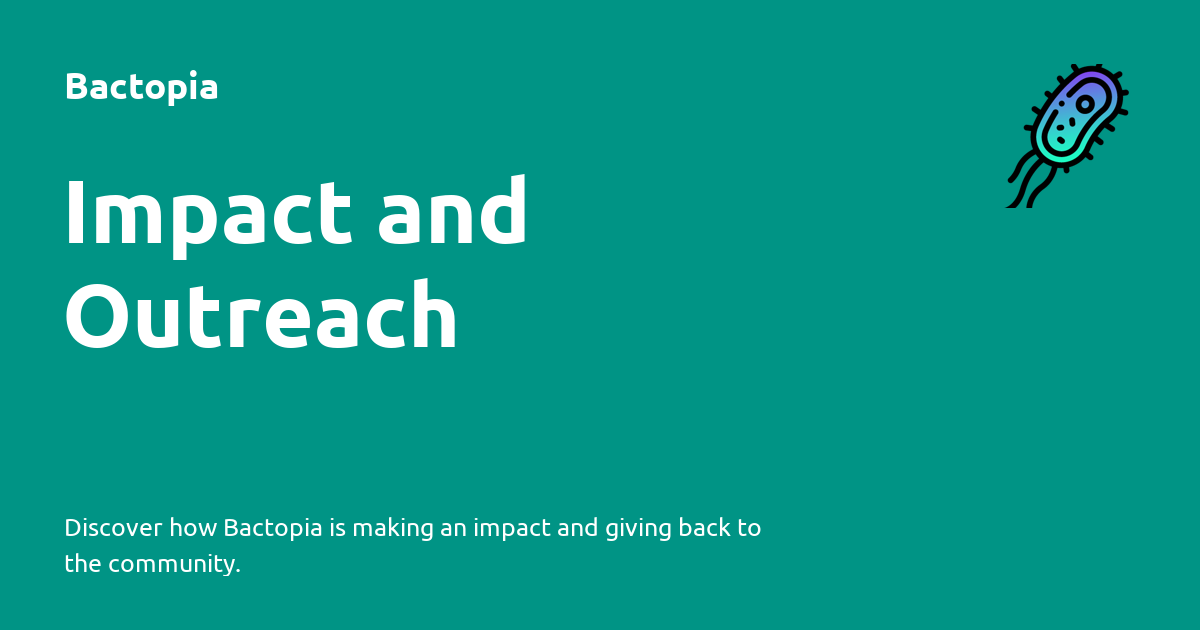 Bactopia
Impact and
Outreach
Discover how Bactopia is making an impact and giving back to
the community.